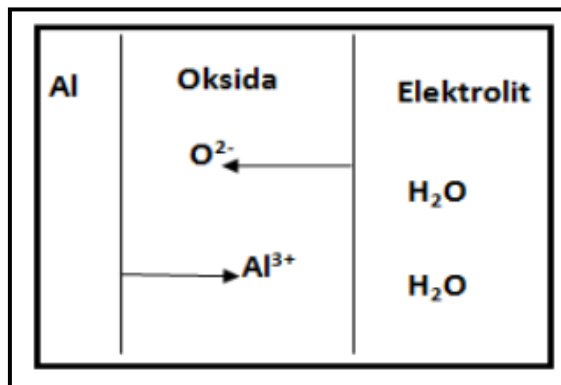 Al
Oksida
Elektrolit
O²⁻
H₂O
Al³⁺
H₂O